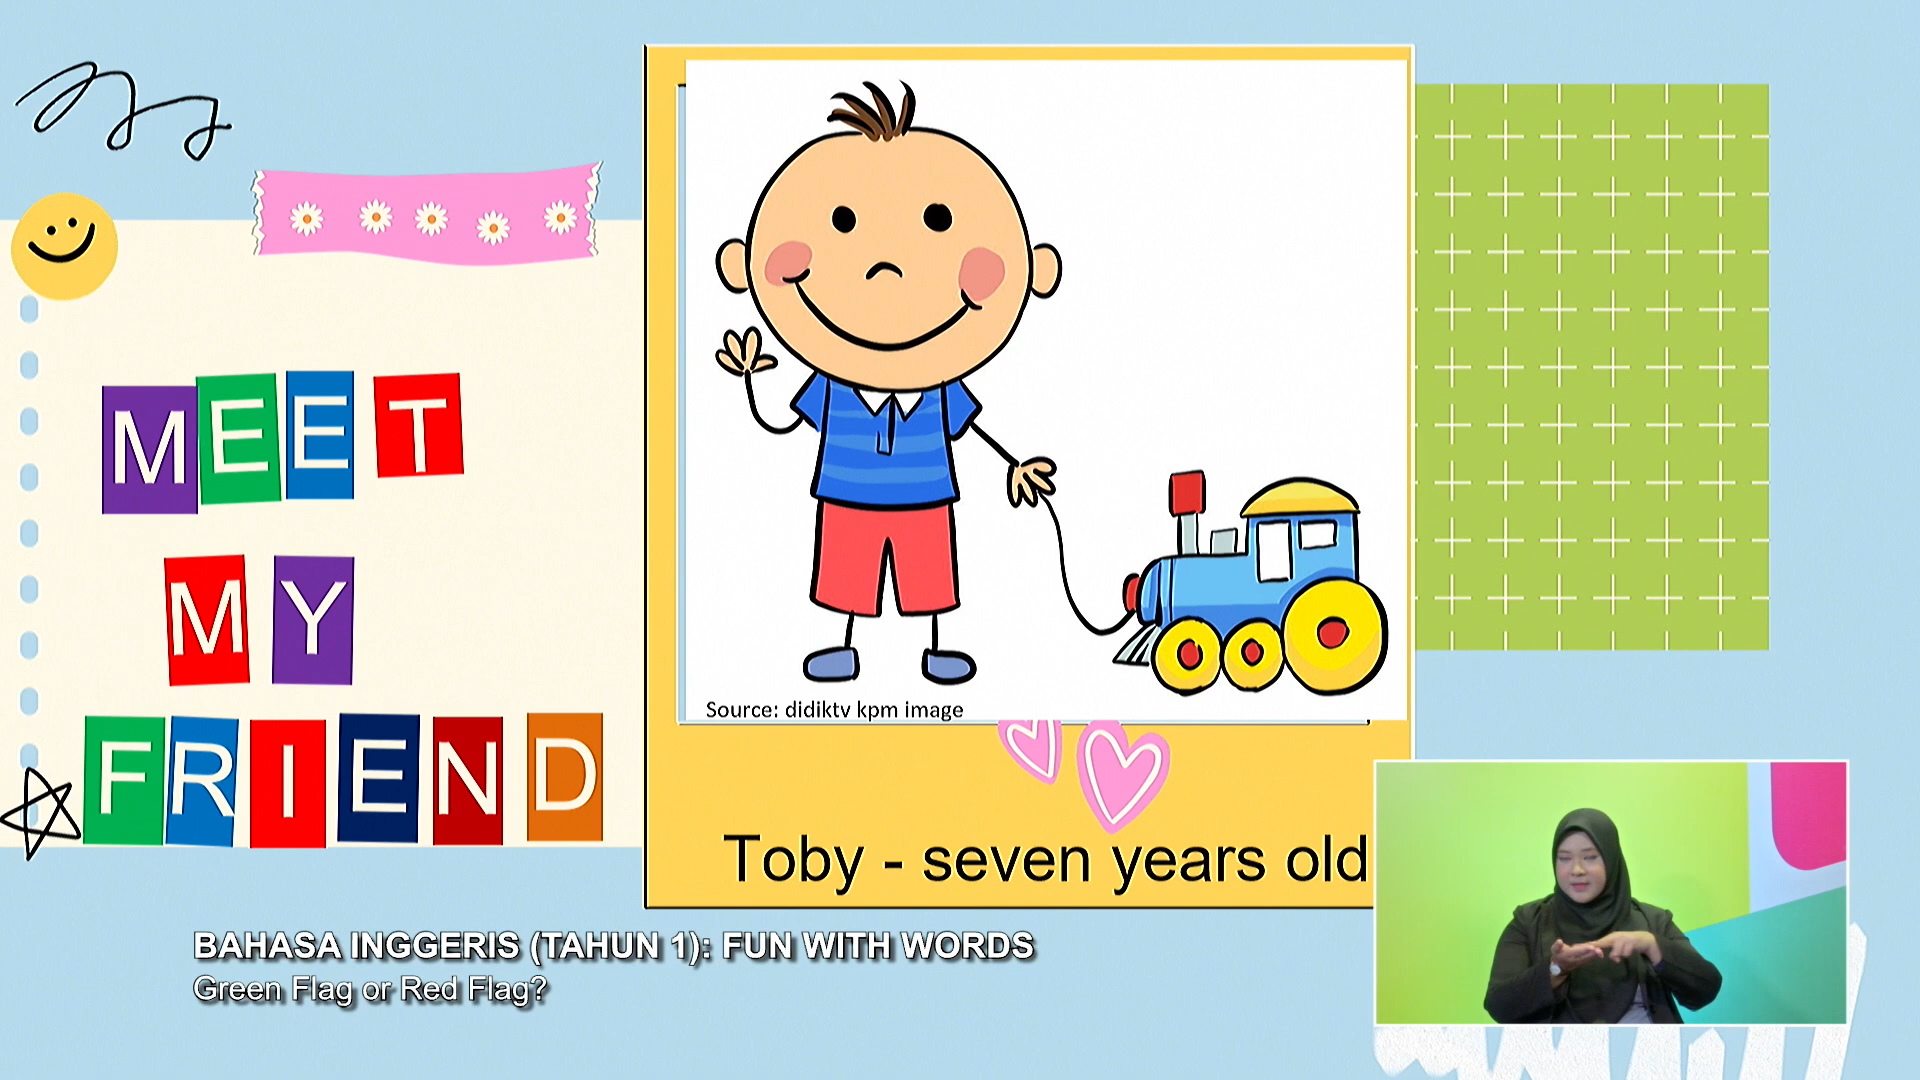 MEET
MY
FRIEND
Source: didiktv kpm image
Toby - seven years old
BAHASA INGGERIS (TAHUN 1): FUN WITH WORDS
Green Flag or Red Flag?